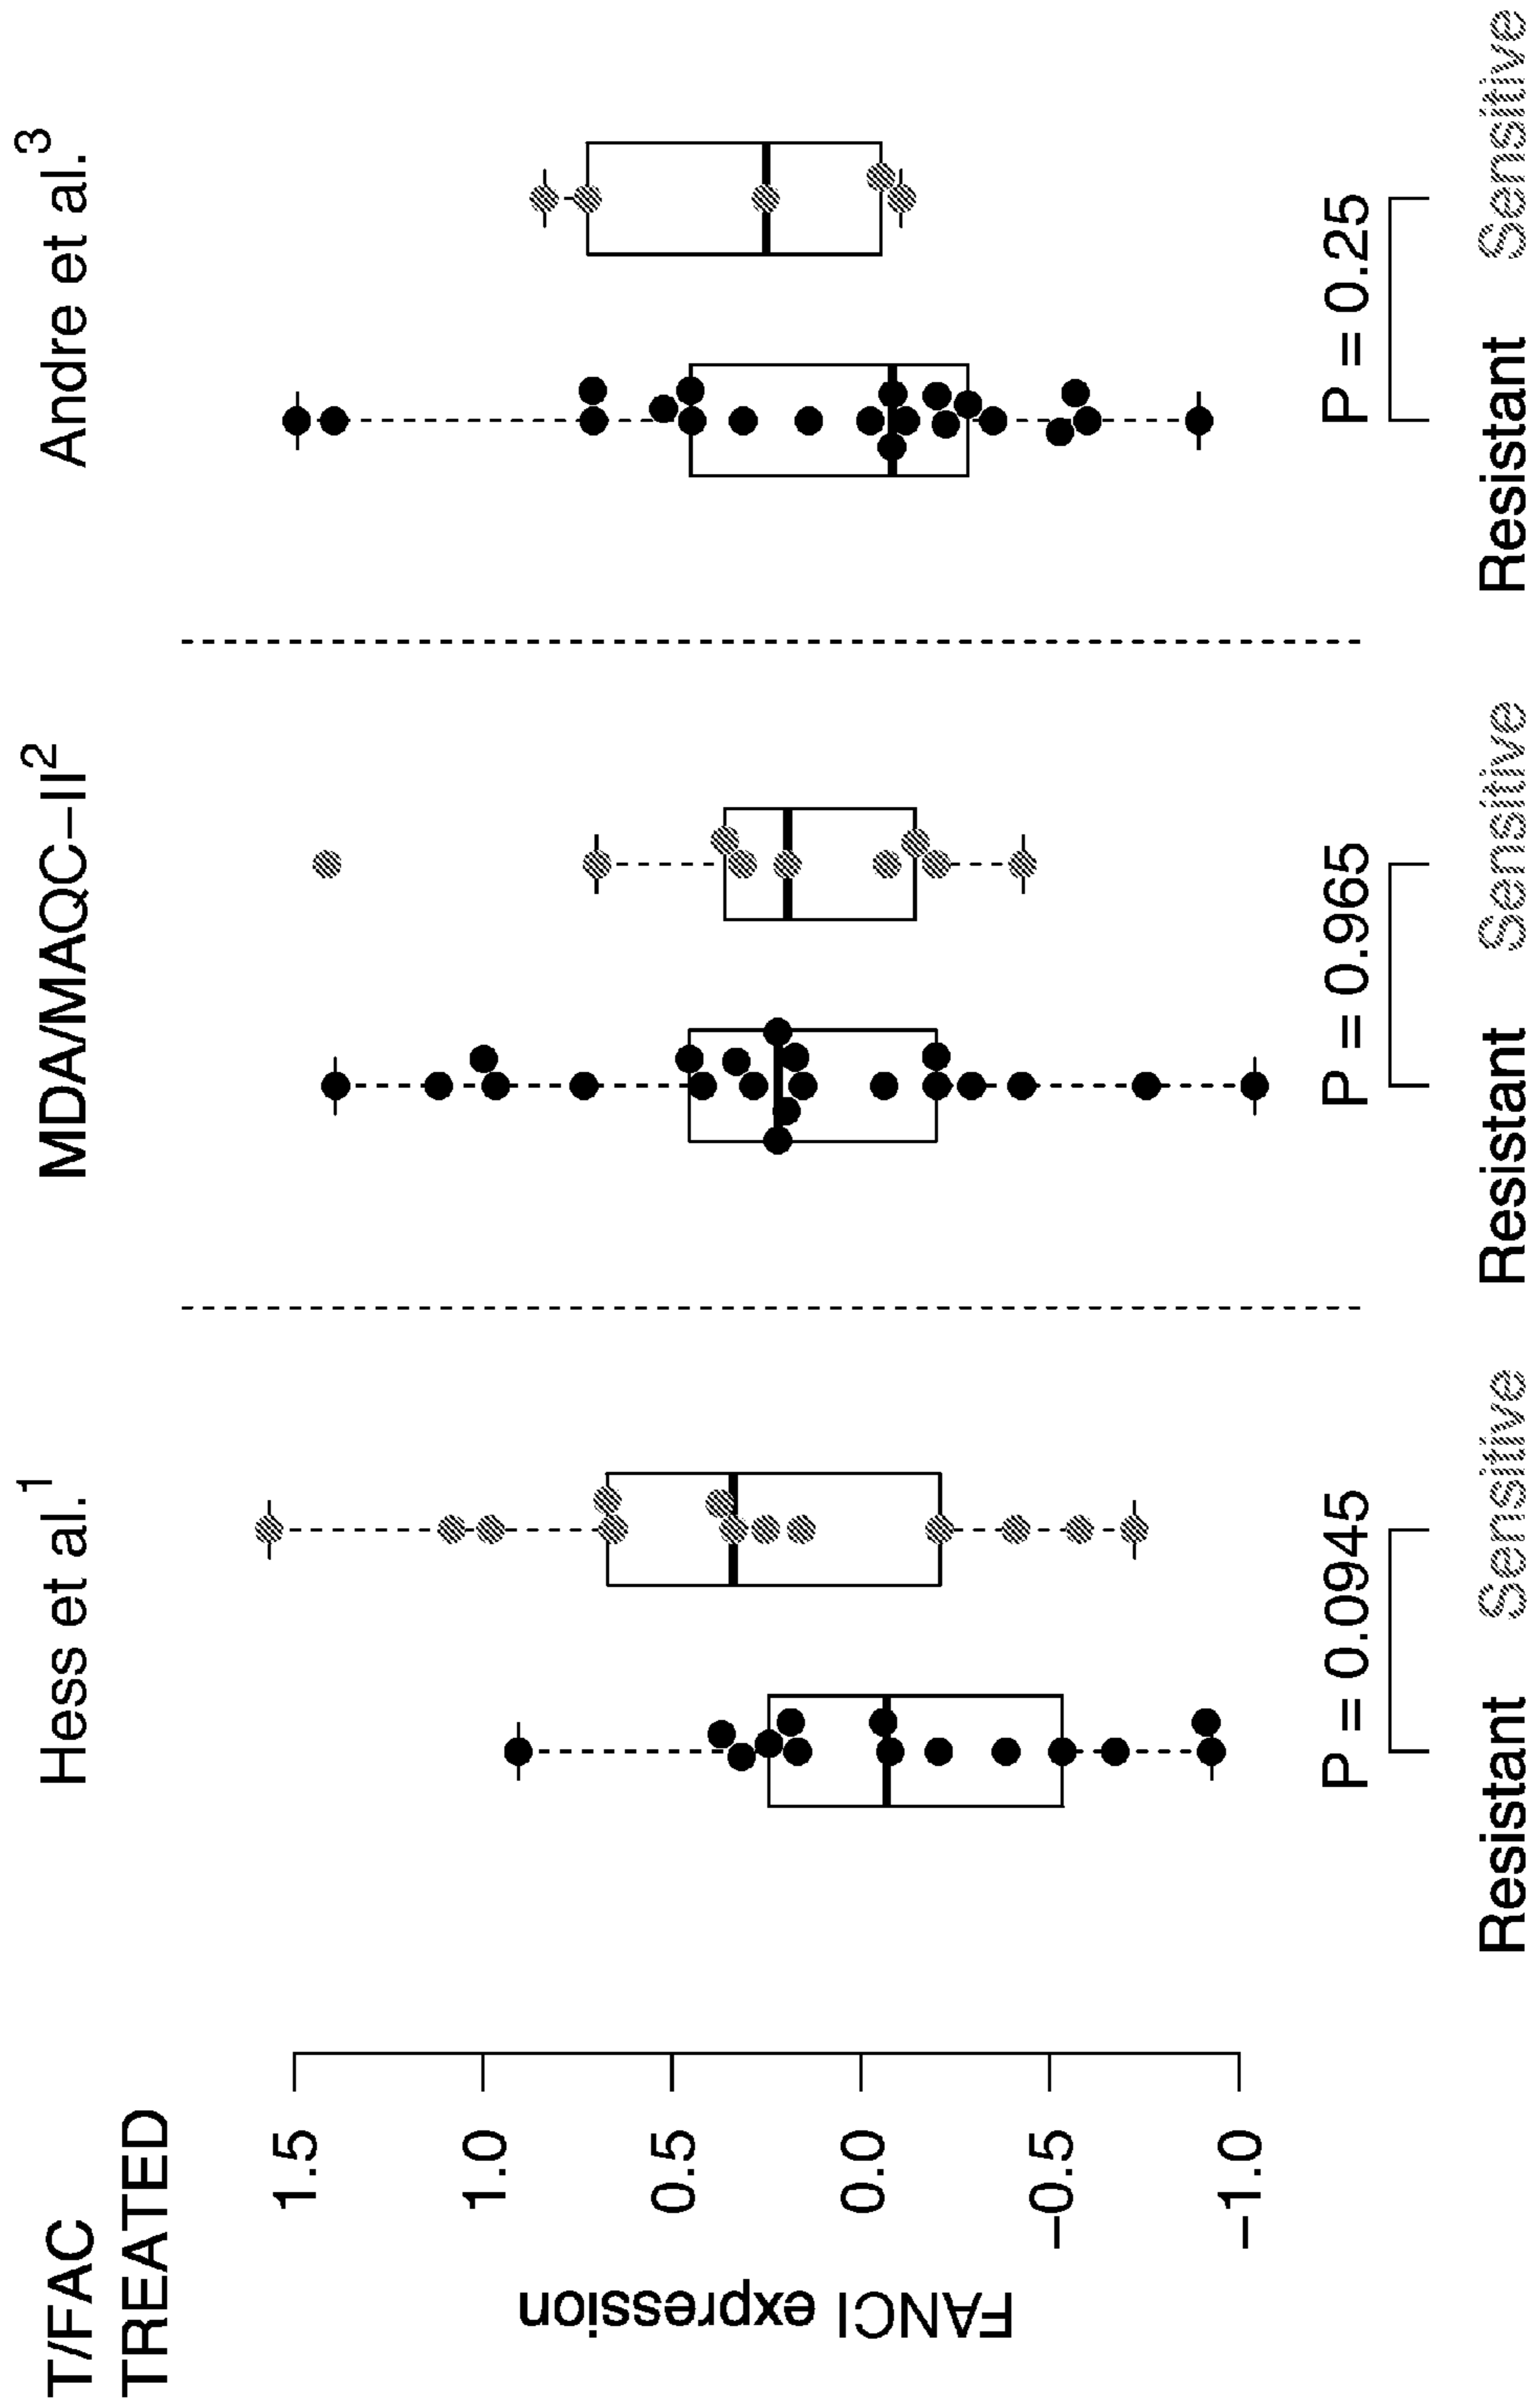 T/FAC
TREATED
Hess et al.1
MDA/MAQC–II2
Andre et al.3
FANCI expression
1.5
1.0
0.5
0.0
−0.5
−1.0
P = 0.0945
P = 0.965
P = 0.25
Resistant Sensitive
Resistant Sensitive
Resistant Sensitive